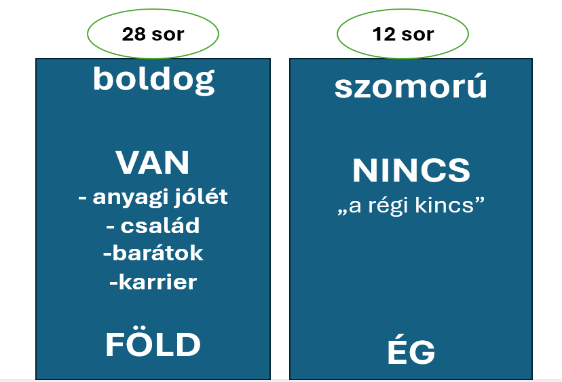 28 sor
boldog
VAN
- anyagi jólét
- család
-barátok
-karrier
FÖLD
12 sor
szomorú
NINCS
„a régi kincs”
ÉG